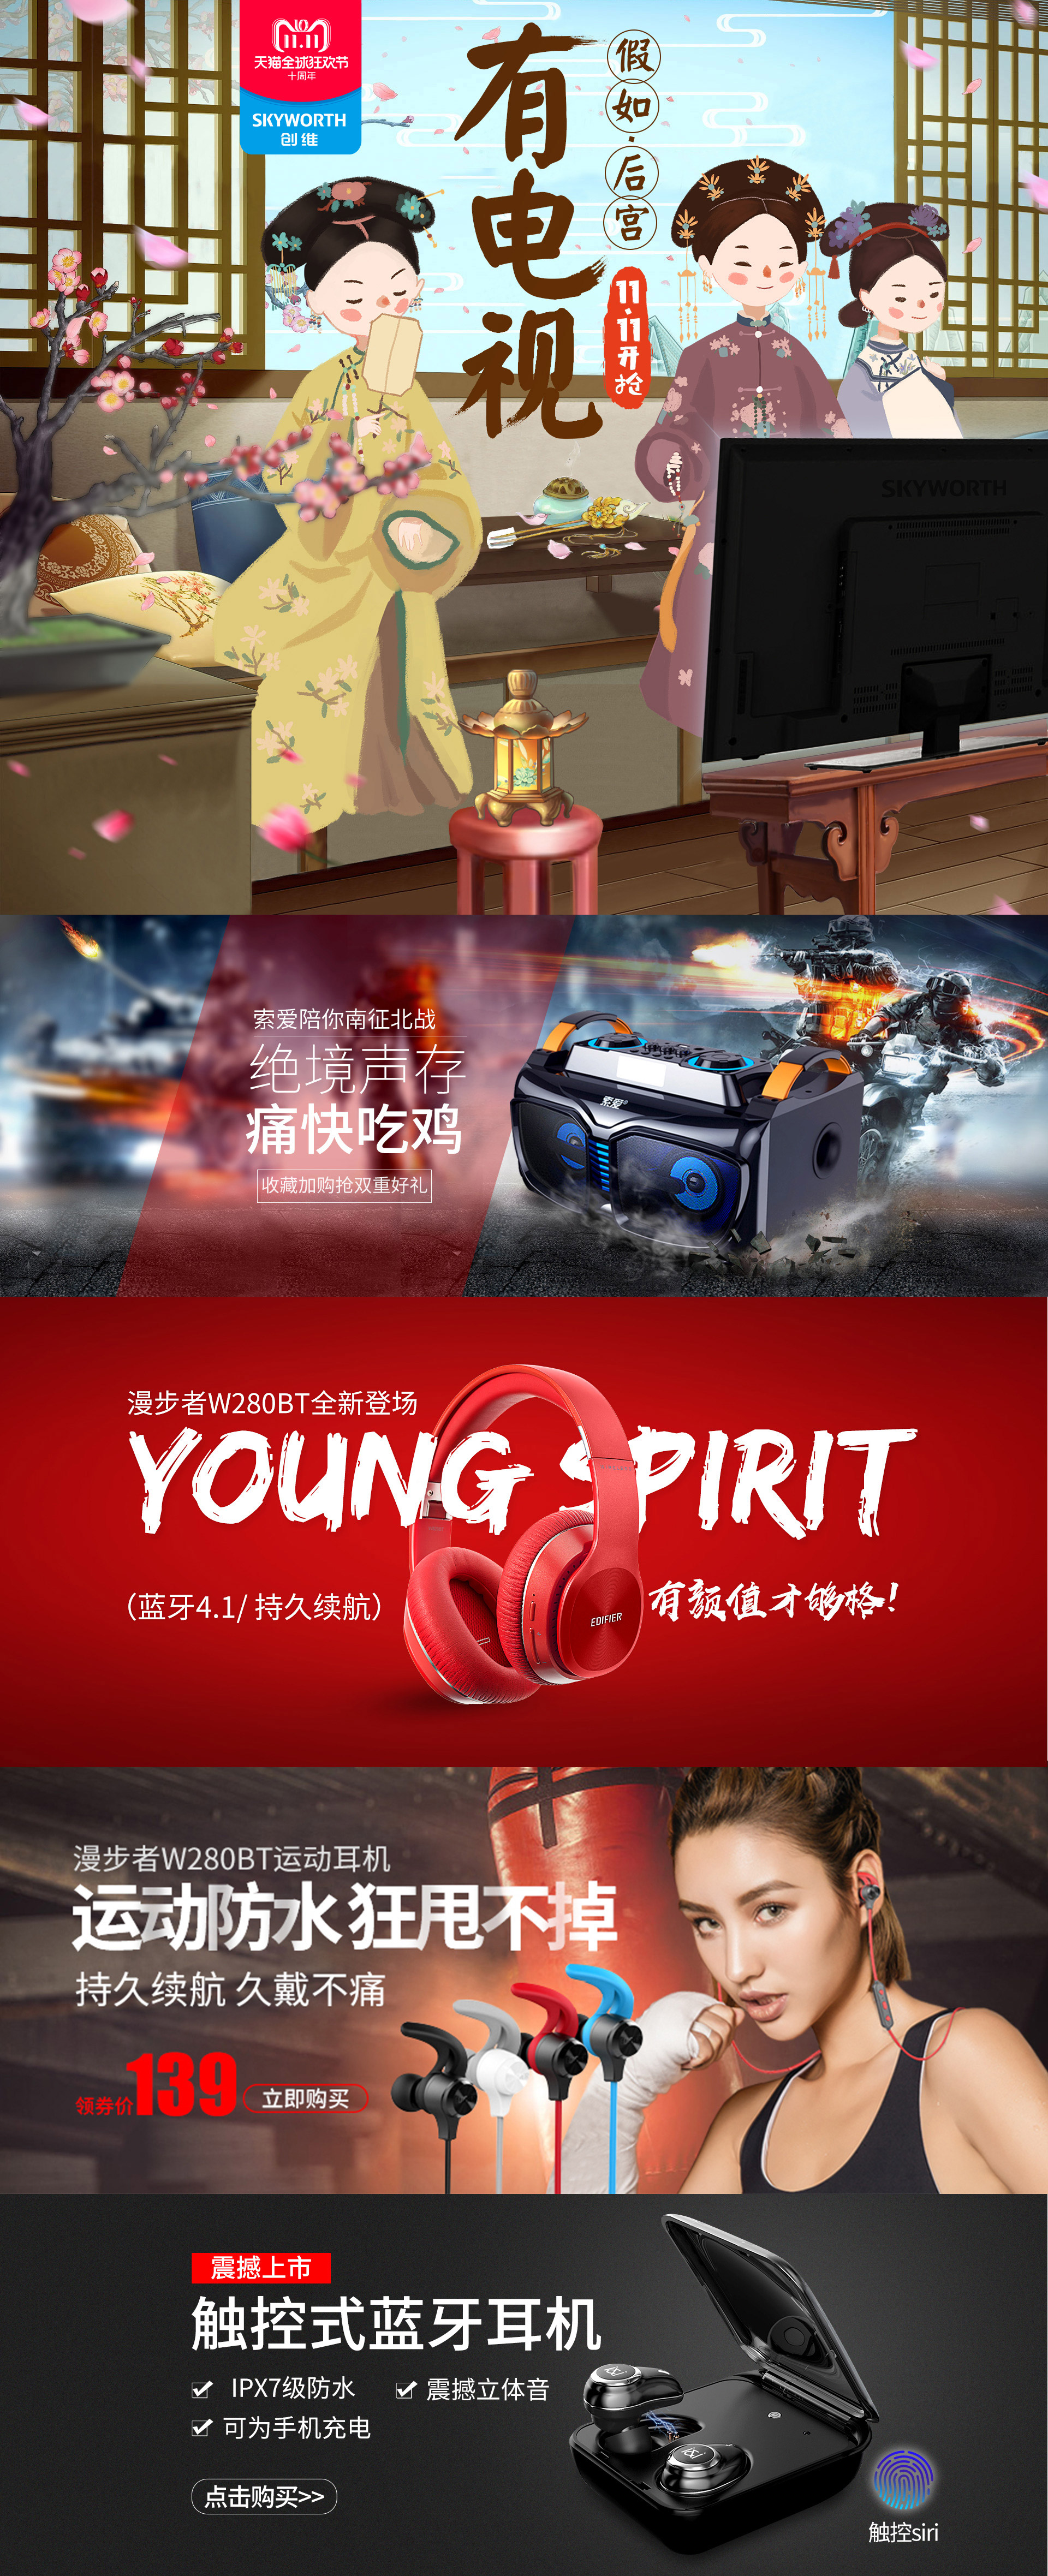 11.11
天猫全球狂欢节
十周年
SKYWORTH
创维
假如·后宫
有电视
11.11开抢
SKYWORTH
索爱陪你南征北战
绝境声存
痛快吃鸡
收藏加购抢双重好礼
索爱
漫步者W280BT全新登场
YOUNG SPIRIT
（蓝牙4.1/ 持久续航）
有颜值才够格!
EDIFIER
漫步者W280BT运动耳机
运动防水 狂甩不掉
持久续航 久戴不痛
领券价139
立即购买
震撼上市
触控式蓝牙耳机
IPX7级防水
震撼立体音
可为手机充电
点击购买>>
触控siri